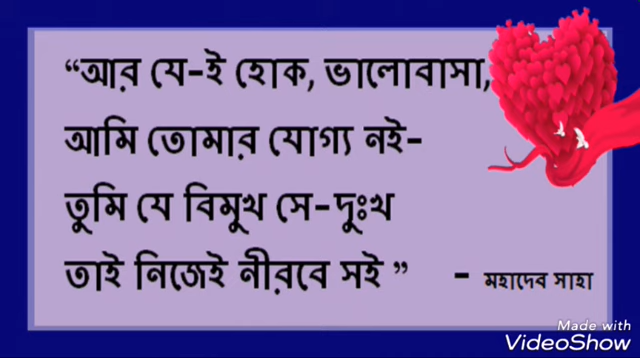 “আর যে-ই হোক, ভালোবাসা,
আমি তোমার যোগ্য নই-
তুমি যে বিমুখ সে-দুঃখ
তাই নিজেই নীরবে সই ”
- মহাদেব সাহা
Made with
VideoShow